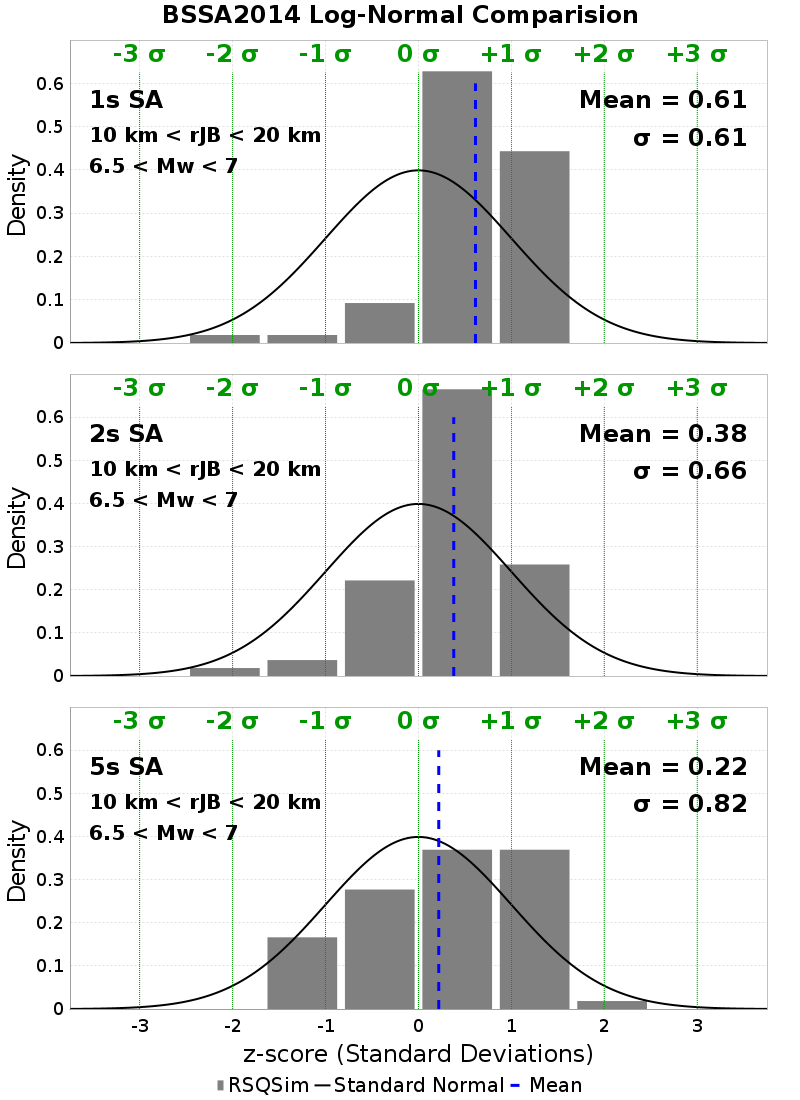 BSSA2014 Log-Normal Comparision
-3 σ -2 σ -1 σ 0 σ +1 σ +2 σ +3 σ
1s SA
Mean = 0.61
10 km < rJB < 20 km
σ = 0.61
6.5 < Mw < 7
Density
0.6
0.5
0.4
0.3
0.2
0.1
0
-3 σ -2 σ -1 σ 0 σ +1 σ +2 σ +3 σ
2s SA
Mean = 0.38
10 km < rJB < 20 km
σ = 0.66
6.5 < Mw < 7
Density
0.6
0.5
0.4
0.3
0.2
0.1
0
-3 σ -2 σ -1 σ 0 σ +1 σ +2 σ +3 σ
5s SA
Mean = 0.22
10 km < rJB < 20 km
σ = 0.82
6.5 < Mw < 7
Density
0.6
0.5
0.4
0.3
0.2
0.1
0
-3 -2 -1 0 1 2 3
z-score (Standard Deviations)
RSQSim Standard Normal Mean